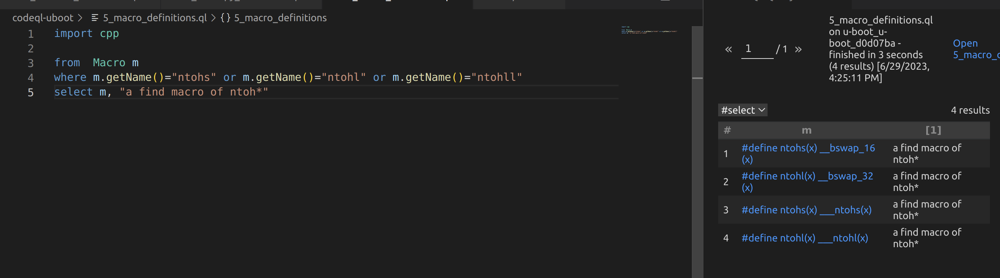 codeql-uboot > 5_macro_definitions.ql > {} 5_macro_definitions
1 import cpp
2
3 from  Macro m
4 where m.getName()="ntohs" or m.getName()="ntohl" or m.getName()="ntohll"
5 select m, "a find macro of ntoh*"
« 1 / 1 »
5_macro_definitions.ql
on u-boot_u-
boot_d0d07ba -
finished in 3 seconds
(4 results) [6/29/2023,
4:25:11 PM]
Open
5_macro_
#select
4 results
# m [1]
1 #define ntohs(x) __bswap_16
(x)
a find macro of
ntoh*
2 #define ntohl(x) __bswap_32
(x)
a find macro of
ntoh*
3 #define ntohs(x) ___ntohs(x)
a find macro of
ntoh*
4 #define ntohl(x) ___ntohl(x)
a find macro of
ntoh*